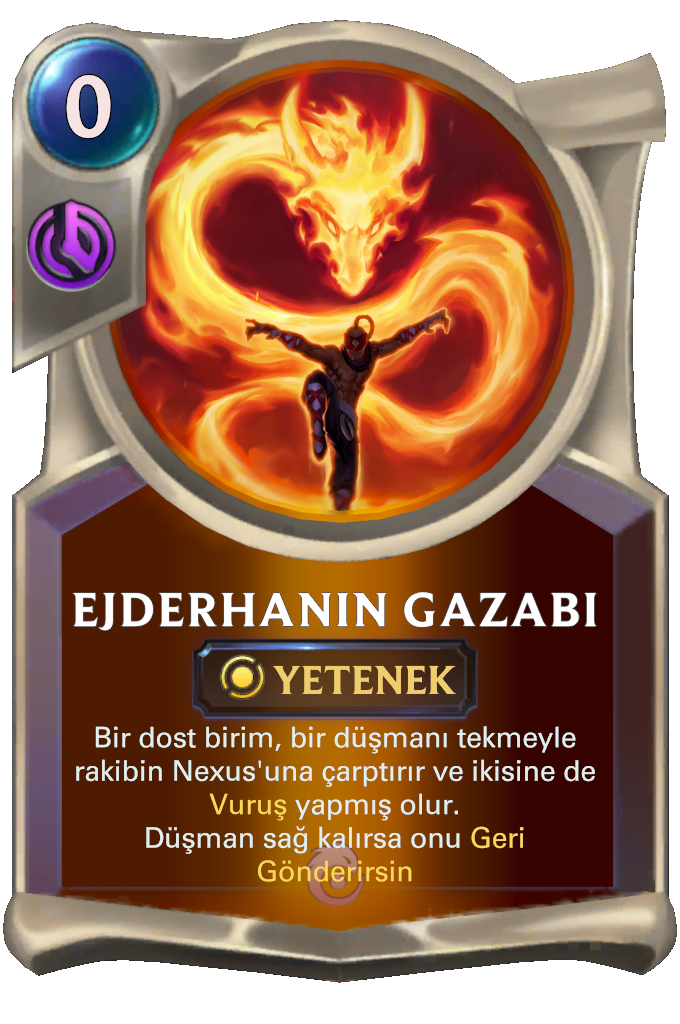 0
EJDERHANIN GAZABI
YETENEK
Bir dost birim, bir düşmanı tekmeyle
rakibin Nexus'una çarptırır ve ikisine de
Vuruş yapmış olur.
Düşman sağ kalırsa onu Geri
Gönderirsin